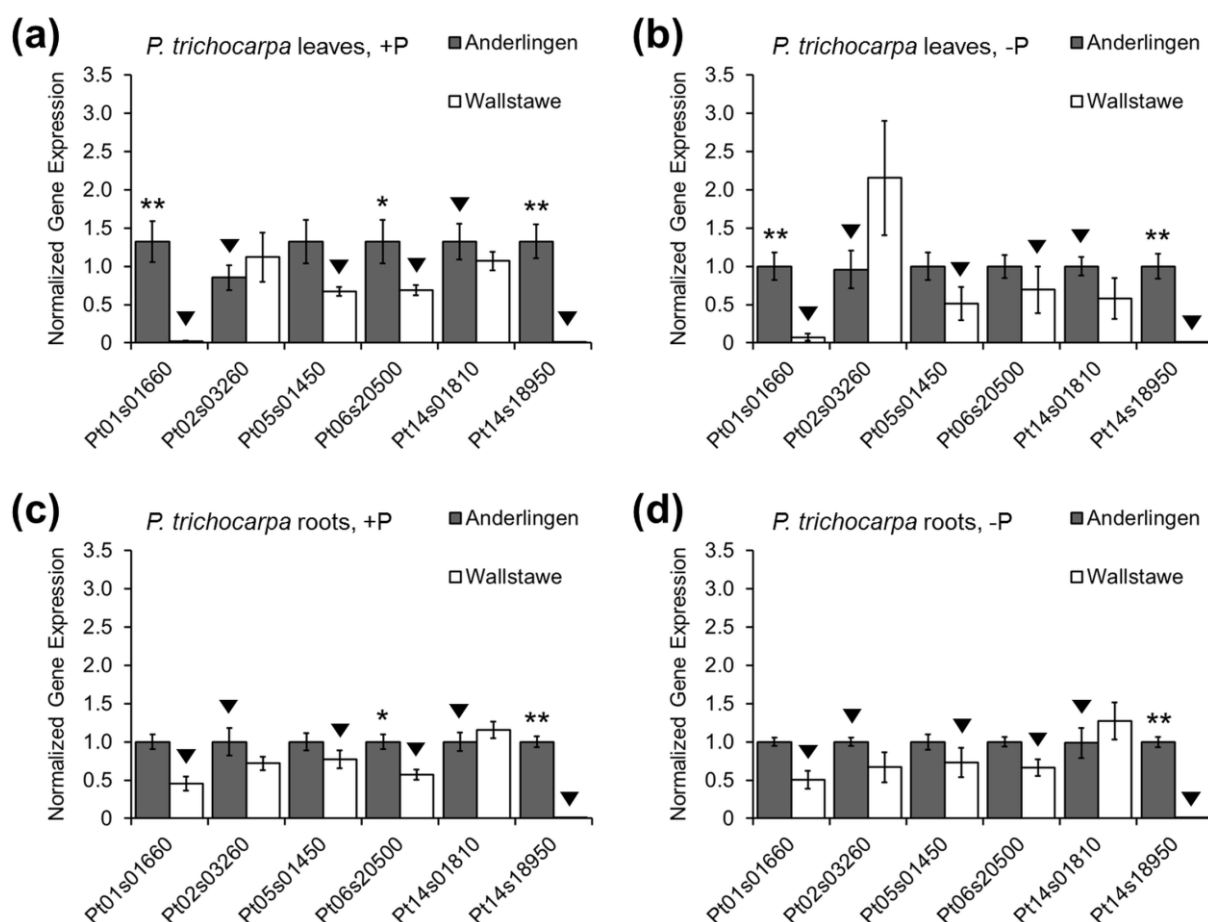 (a)
P. trichocarpa leaves, +P
Anderlingen
Wallstawe
Normalized Gene Expression
3.5
3.0
2.5
2.0
1.5
1.0
0.5
0
**
*
**
Pt01s01660
Pt02s03260
Pt05s01450
Pt06s20500
Pt14s01810
Pt14s18950
(b)
P. trichocarpa leaves, -P
Anderlingen
Wallstawe
Normalized Gene Expression
3.5
3.0
2.5
2.0
1.5
1.0
0.5
0
**
**
Pt01s01660
Pt02s03260
Pt05s01450
Pt06s20500
Pt14s01810
Pt14s18950
(c)
P. trichocarpa roots, +P
Anderlingen
Wallstawe
Normalized Gene Expression
3.5
3.0
2.5
2.0
1.5
1.0
0.5
0
*
**
Pt01s01660
Pt02s03260
Pt05s01450
Pt06s20500
Pt14s01810
Pt14s18950
(d)
P. trichocarpa roots, -P
Anderlingen
Wallstawe
Normalized Gene Expression
3.5
3.0
2.5
2.0
1.5
1.0
0.5
0
**
Pt01s01660
Pt02s03260
Pt05s01450
Pt06s20500
Pt14s01810
Pt14s18950